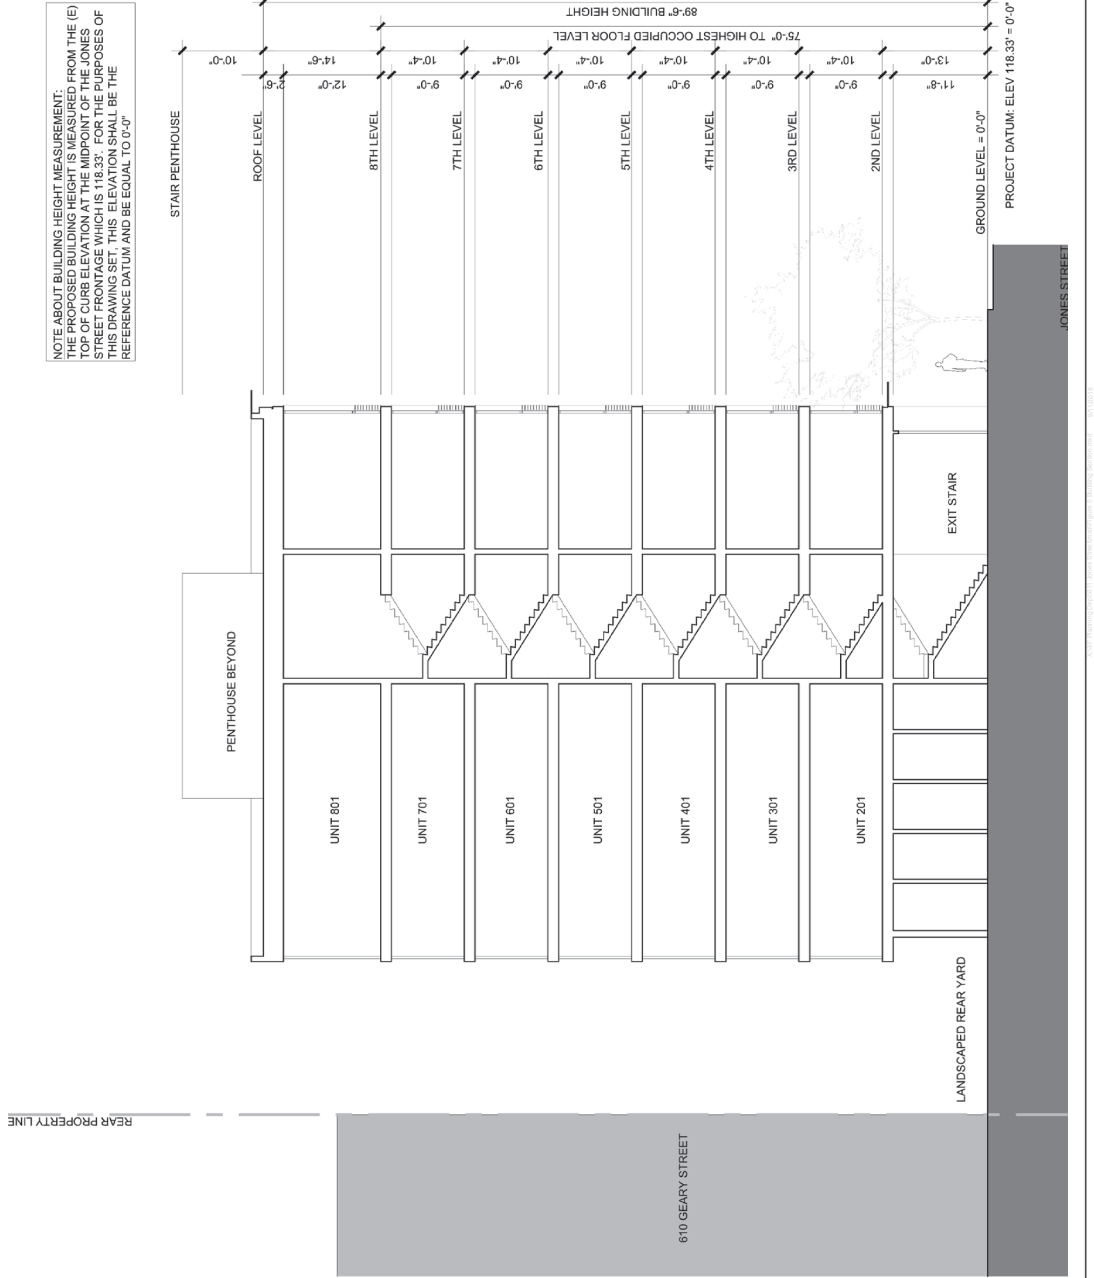 NOTE ABOUT BUILDING HEIGHT MEASUREMENT:
THE PROPOSED BUILDING HEIGHT IS MEASURED FROM THE (E)
TOP OF CURB ELEVATION AT THE MIDPOINT OF THE JONES
STREET FRONTAGE WHICH IS 118.33'. FOR THE PURPOSES OF
THIS DRAWING SET, THIS ELEVATION SHALL BE THE
REFERENCE DATUM AND BE EQUAL TO 0'-0"
89'-6" BUILDING HEIGHT
75'-0" TO HIGHEST OCCUPIED FLOOR LEVEL
10'-0"
14'-6"
10'-4"
10'-4"
10'-4"
10'-4"
10'-4"
10'-4"
13'-0"
2'-6"
12'-0"
9'-0"
9'-0"
9'-0"
9'-0"
9'-0"
9'-0"
11'-8"
STAIR PENTHOUSE
ROOF LEVEL
8TH LEVEL
7TH LEVEL
6TH LEVEL
5TH LEVEL
4TH LEVEL
3RD LEVEL
2ND LEVEL
GROUND LEVEL = 0'-0"
PROJECT DATUM: ELEV 118.33' = 0'-0"
JONES STREET
EXIT STAIR
PENTHOUSE BEYOND
UNIT 801
UNIT 701
UNIT 601
UNIT 501
UNIT 401
UNIT 301
UNIT 201
LANDSCAPED REAR YARD
REAR PROPERTY LINE
610 GEARY STREET